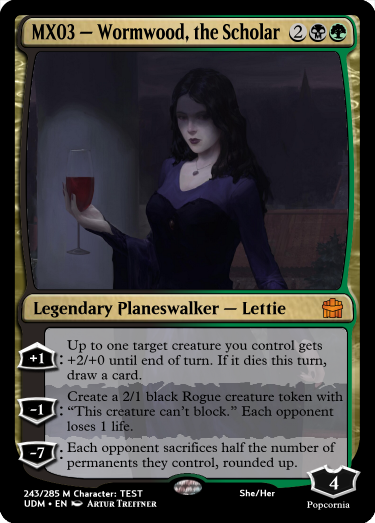 MX03 – Wormwood, the Scholar 2
Legendary Planeswalker – Lettie
+1: Up to one target creature you control gets
+2/+0 until end of turn. If it dies this turn,
draw a card.
-1: Create a 2/1 black Rogue creature token with
“This creature can't block.” Each opponent
loses 1 life.
-7: Each opponent sacrifices half the number of
permanents they control, rounded up.
4
243/285 M Character: TEST She/Her
UDM • EN Artur Treffner Popcornia